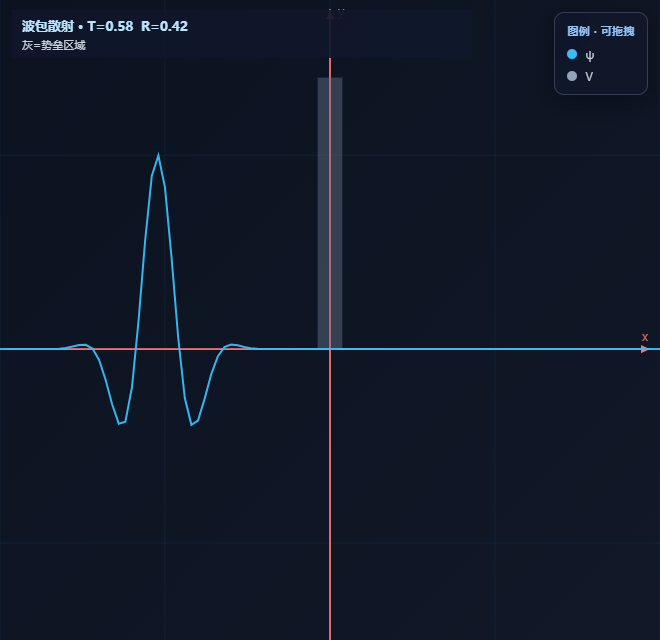 波包散射 • T=0.58 R=0.42
灰=势垒区域
图例 · 可拖拽
ψ
V
x